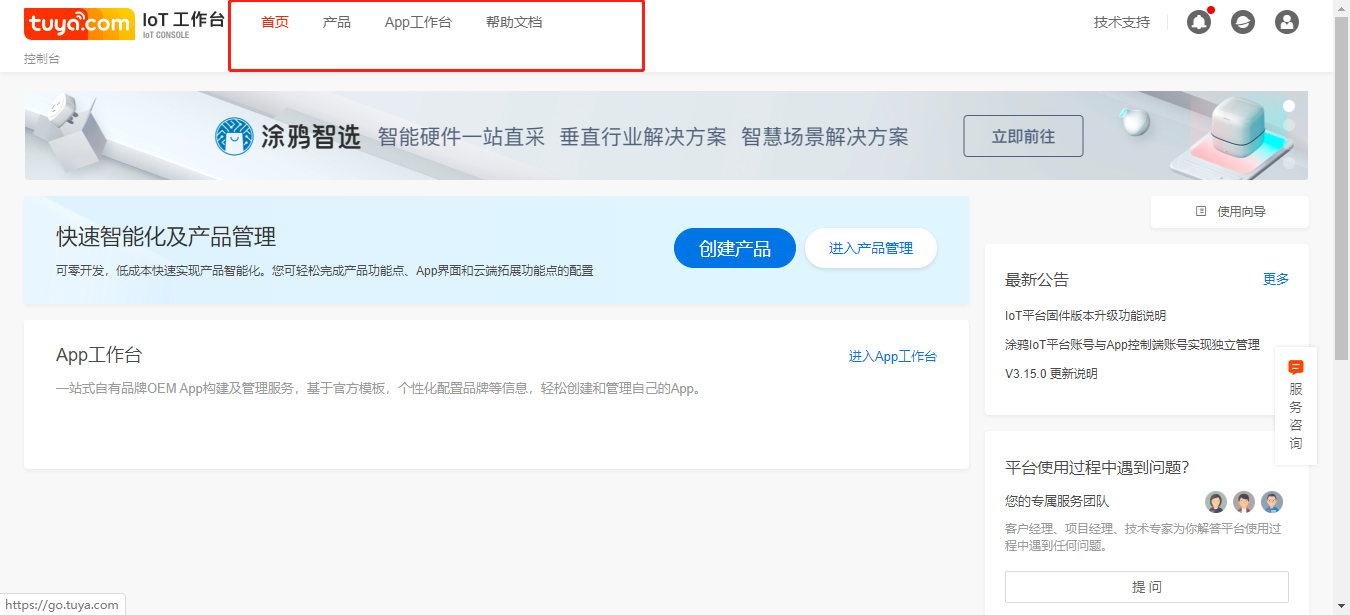 tuya.com IoT 工作台
IoT CONSOLE
首页 产品 App工作台 帮助文档
技术支持
控制台
涂鸦智选 智能硬件一站直采 垂直行业解决方案 智慧场景解决方案 立即前往
快速智能化及产品管理
可零开发，低成本快速实现产品智能化。您可轻松完成产品功能点、App界面和云端拓展功能点的配置
创建产品 进入产品管理
App工作台
进入App工作台
一站式自有品牌OEM App构建及管理服务，基于官方模板，个性化配置品牌等信息，轻松创建和管理自己的App。
使用向导
最新公告 更多
IoT平台固件版本升级功能说明
涂鸦IoT平台账号与App控制端账号实现独立管理
V3.15.0 更新说明
服
务
咨
询
平台使用过程中遇到问题?
您的专属服务团队
客户经理、项目经理、技术专家为你解答平台使用过
程中遇到任何问题。
提 问
https://go.tuya.com